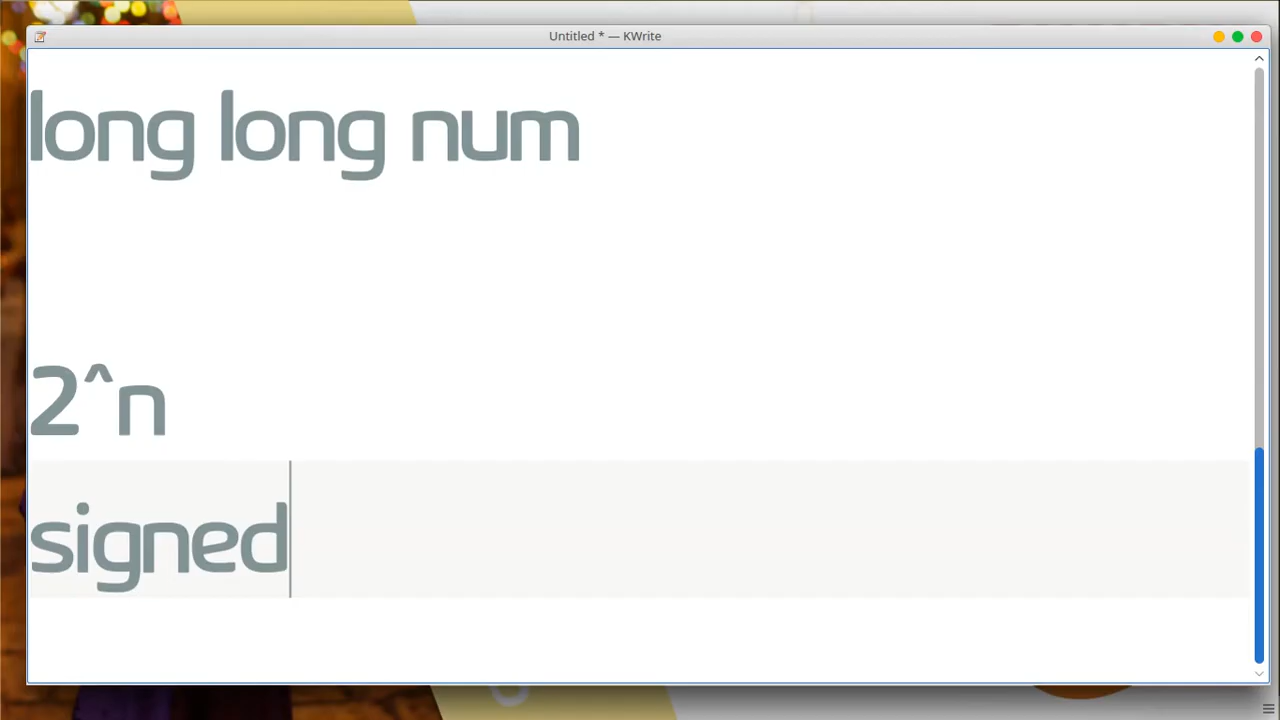 Untitled * — KWrite
long long num
2^n
signed